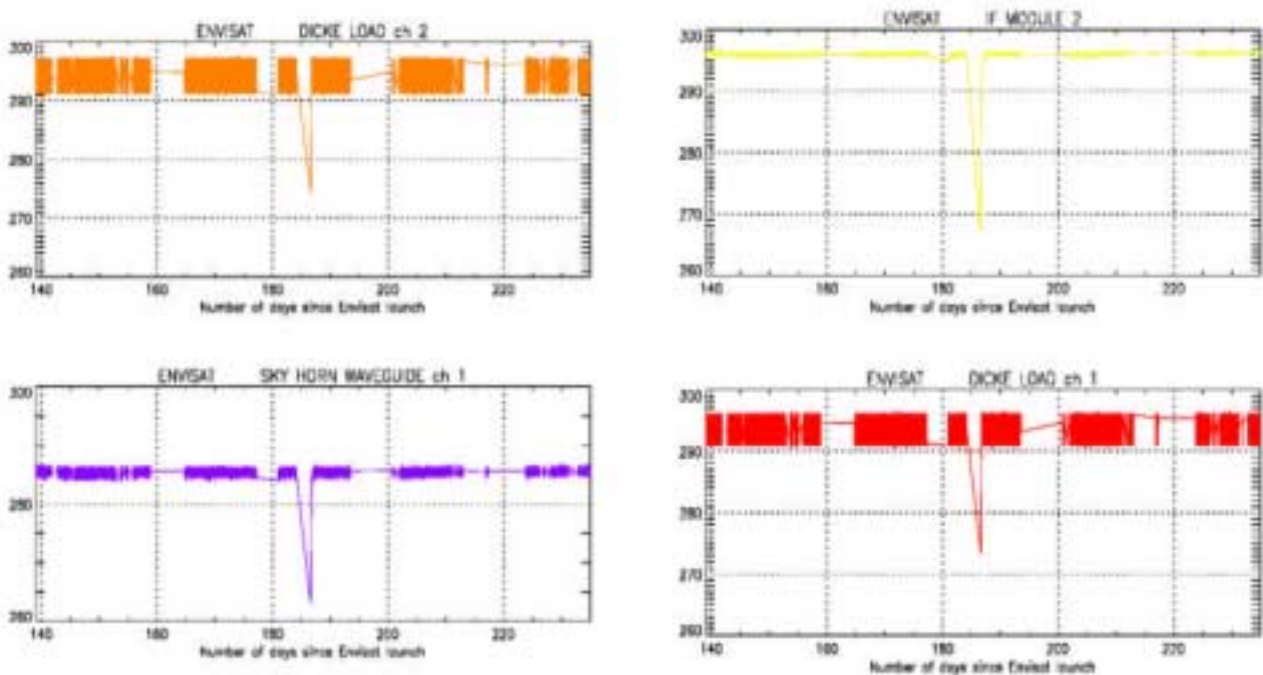 ENVISAT DICKE LOAD ch 2
300
290
280
270
260
140 160 180 200 220
Number of days since Envisat launch
ENVISAT IF MODULE 2
300
290
280
270
260
140 160 180 200 220
Number of days since Envisat launch
ENVISAT SKY HORN WAVEGUIDE ch 1
300
280
260
140 160 180 200 220
Number of days since Envisat launch
ENVISAT DICKE LOAD ch 1
300
290
280
270
260
140 160 180 200 220
Number of days since Envisat launch